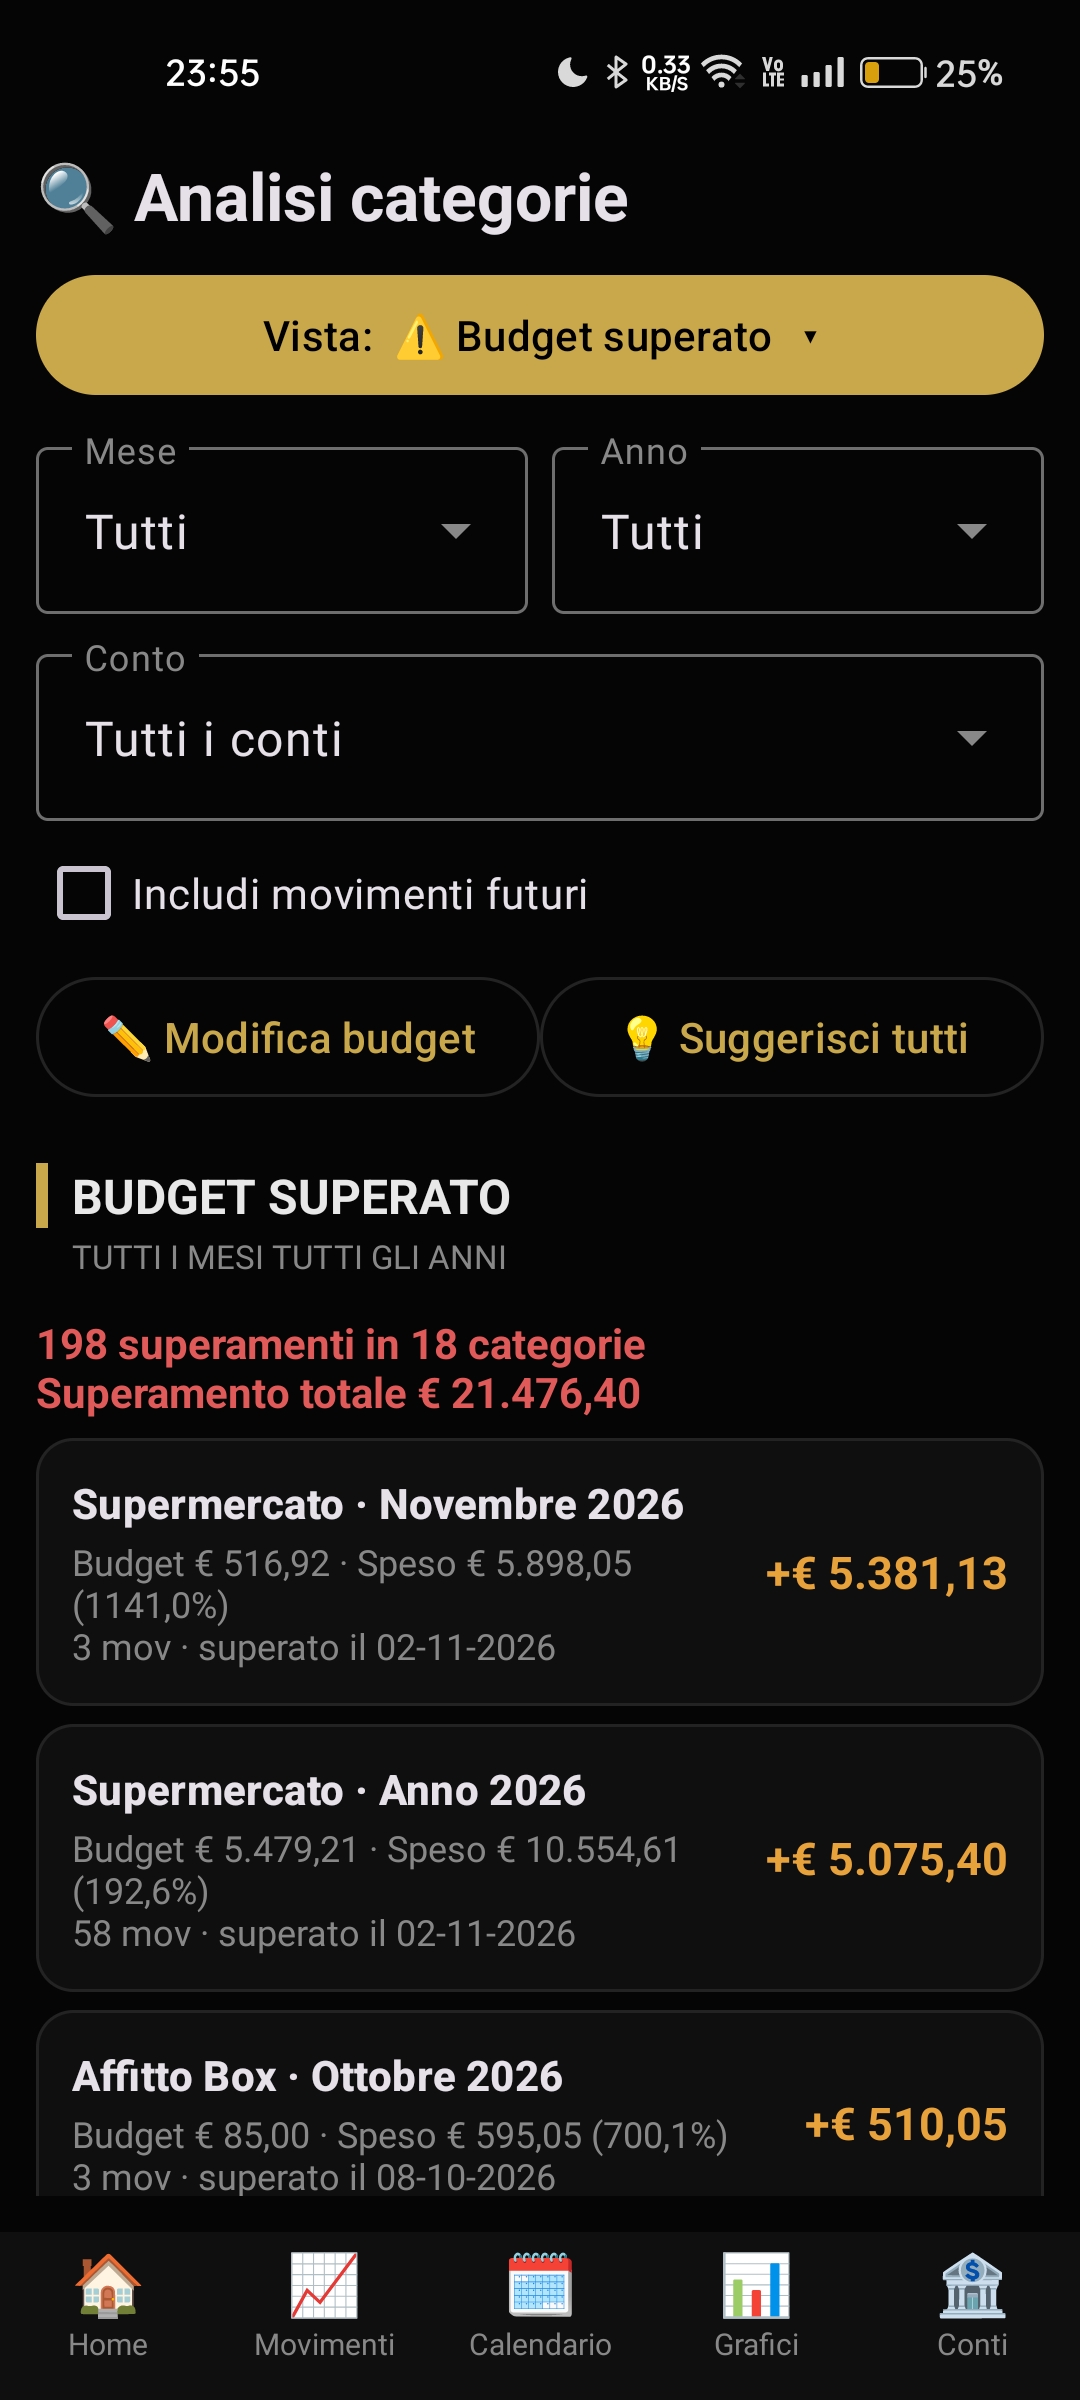 23:55
0.33 KB/S
Vo LTE
25%
Analisi categorie
Vista: ⚠️ Budget superato ▾
Mese
Anno
Tutti
Tutti
Conto
Tutti i conti
Includi movimenti futuri
✏️ Modifica budget
💡 Suggerisci tutti
BUDGET SUPERATO
TUTTI I MESI TUTTI GLI ANNI
198 superamenti in 18 categorie
Superamento totale € 21.476,40
Supermercato · Novembre 2026
Budget € 516,92 · Speso € 5.898,05
(1141,0%)
3 mov · superato il 02-11-2026
+€ 5.381,13
Supermercato · Anno 2026
Budget € 5.479,21 · Speso € 10.554,61
(192,6%)
58 mov · superato il 02-11-2026
+€ 5.075,40
Affitto Box · Ottobre 2026
Budget € 85,00 · Speso € 595,05 (700,1%)
3 mov · superato il 08-10-2026
+€ 510,05
Home
Movimenti
Calendario
Grafici
Conti